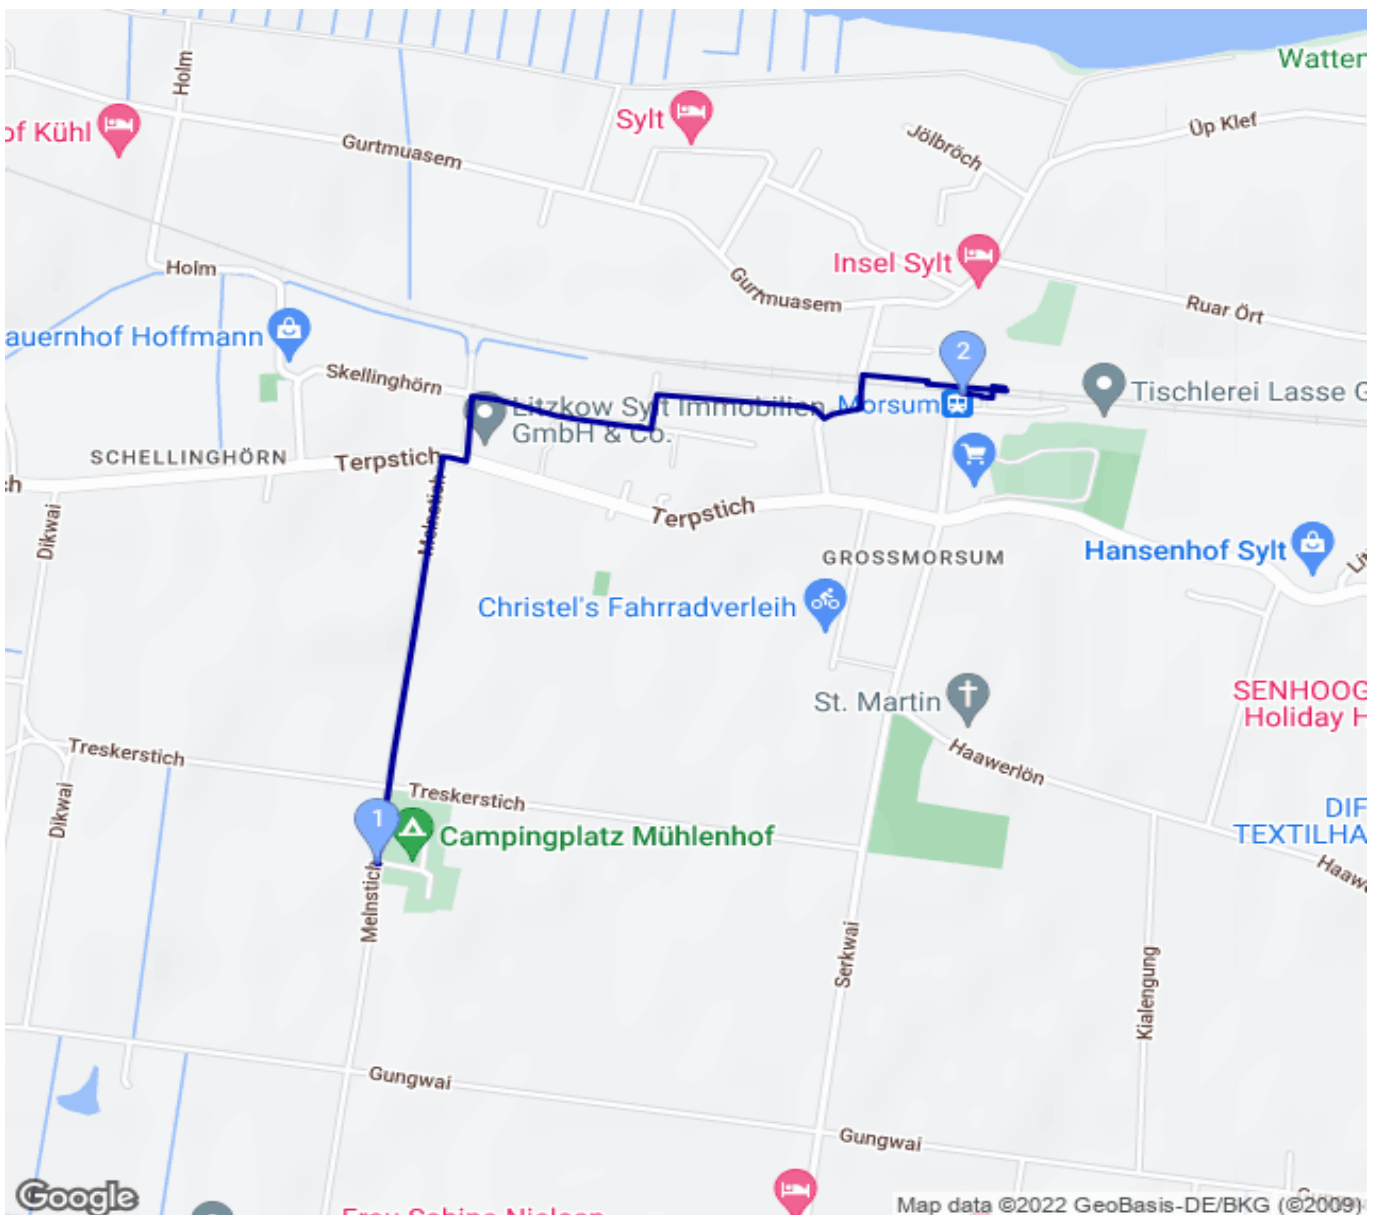 Watten
Holm
Sylt
of Kühl
Üp Klef
Jölbröch
Gurtmuasem
Insel Sylt
Holm
Gurtmuasem
Ruar Ört
auernhof Hoffmann
2
Skellinghörn
Tischlerei Lasse G
Morsum
Litzkow Sylt Immobilien
GmbH & Co.
SCHELLINGHÖRN
Terpstich
ch
Melnstich
Terpstich
Dikwai
GROSSMORSUM
Hansenhof Sylt
Lit
Christel's Fahrradverleih
St. Martin
SENHOOG
Holiday H
Haawerlön
Treskerstich
Treskerstich
Dikwai
1
DIF
TEXTILHA
Campingplatz Mühlenhof
Haawe
Melnstich
Serkwai
Kialengung
Gungwai
Gungwai
Google
Map data ©2022 GeoBasis-DE/BKG (©2009)